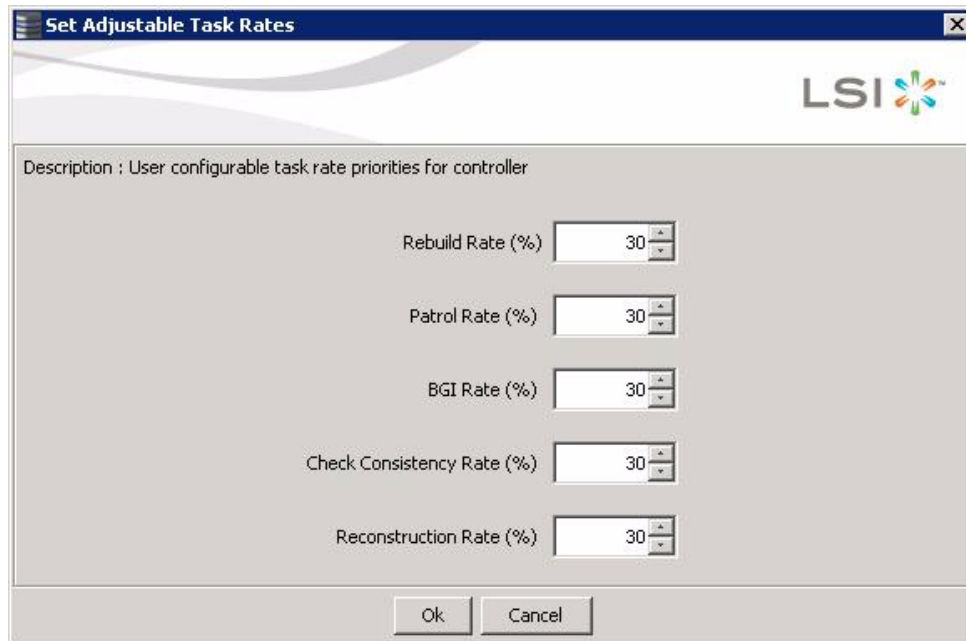 Set Adjustable Task Rates
LSI™
Description : User configurable task rate priorities for controller
Rebuild Rate (%) 30
Patrol Rate (%) 30
BGI Rate (%) 30
Check Consistency Rate (%) 30
Reconstruction Rate (%) 30
Ok Cancel